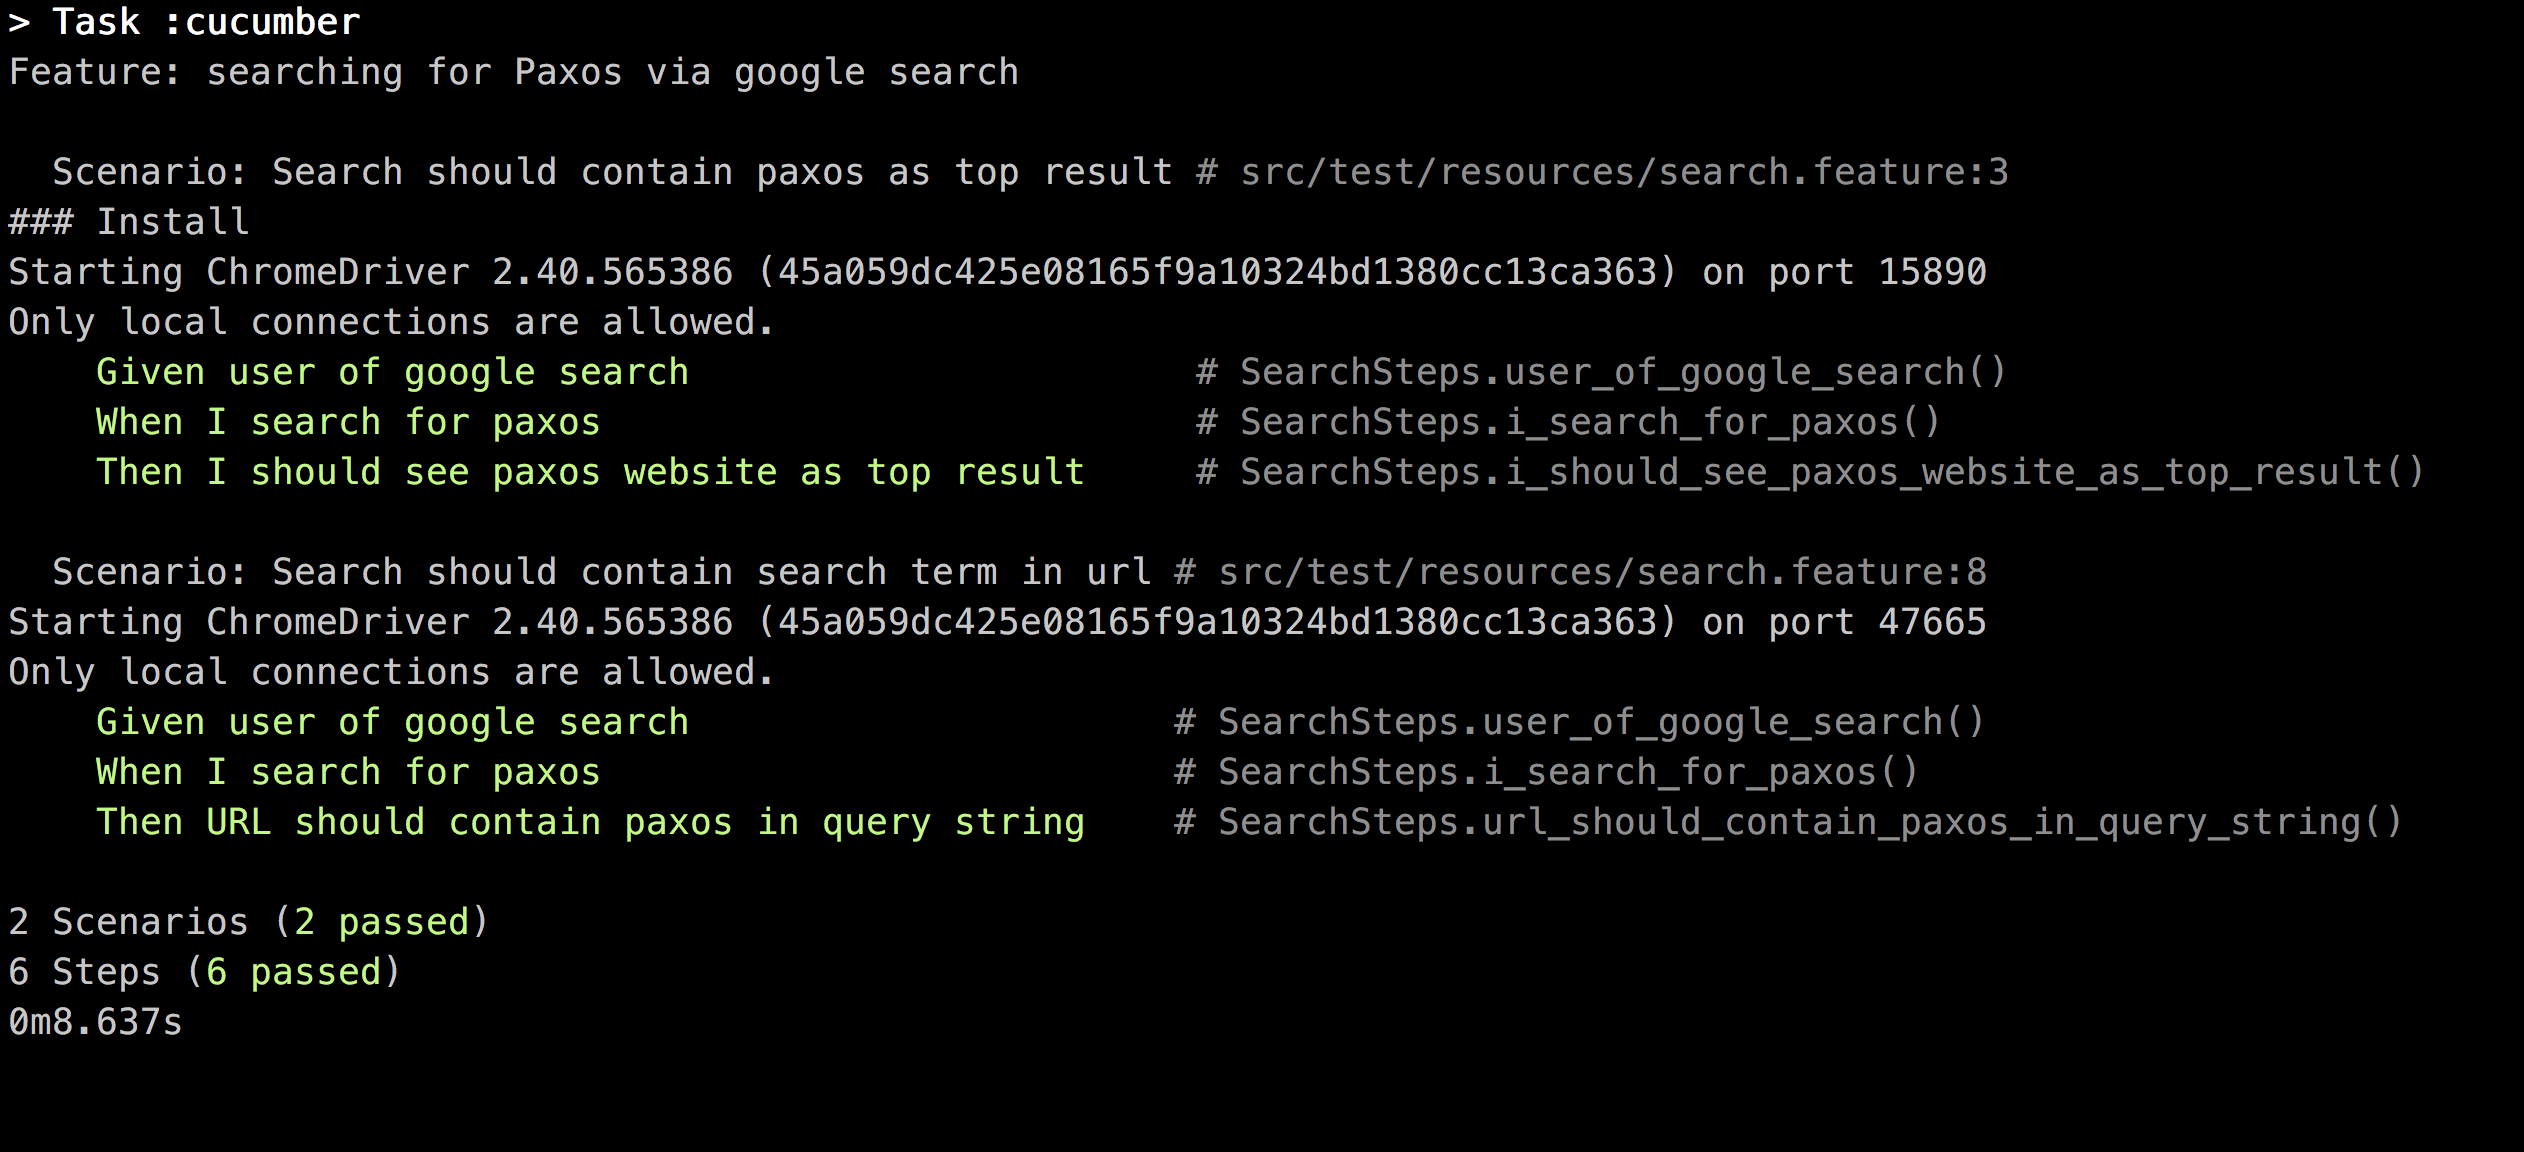 > Task :cucumber
Feature: searching for Paxos via google search
Scenario: Search should contain paxos as top result # src/test/resources/search.feature:3
### Install
Starting ChromeDriver 2.40.565386 (45a059dc425e08165f9a10324bd1380cc13ca363) on port 15890
Only local connections are allowed.
Given user of google search # SearchSteps.user_of_google_search()
When I search for paxos # SearchSteps.i_search_for_paxos()
Then I should see paxos website as top result # SearchSteps.i_should_see_paxos_website_as_top_result()
Scenario: Search should contain search term in url # src/test/resources/search.feature:8
Starting ChromeDriver 2.40.565386 (45a059dc425e08165f9a10324bd1380cc13ca363) on port 47665
Only local connections are allowed.
Given user of google search # SearchSteps.user_of_google_search()
When I search for paxos # SearchSteps.i_search_for_paxos()
Then URL should contain paxos in query string # SearchSteps.url_should_contain_paxos_in_query_string()
2 Scenarios (2 passed)
6 Steps (6 passed)
0m8.637s